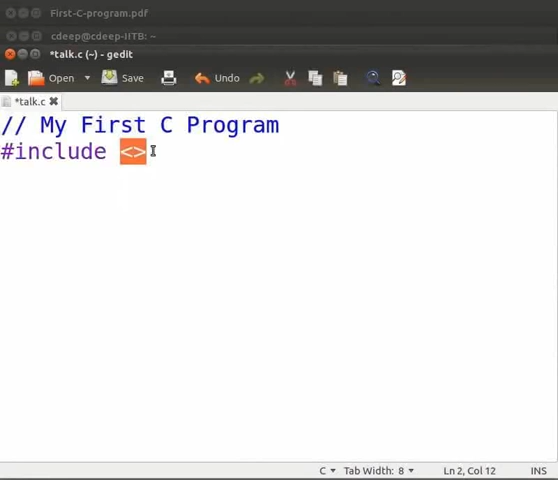 First-C-program.pdf
cdeep@cdeep-IITB: ~
*talk.c (~) - gedit
Open Save Undo
*talk.c
// My First C Program
#include <>
C Tab Width: 8 Ln 2, Col 12 INS